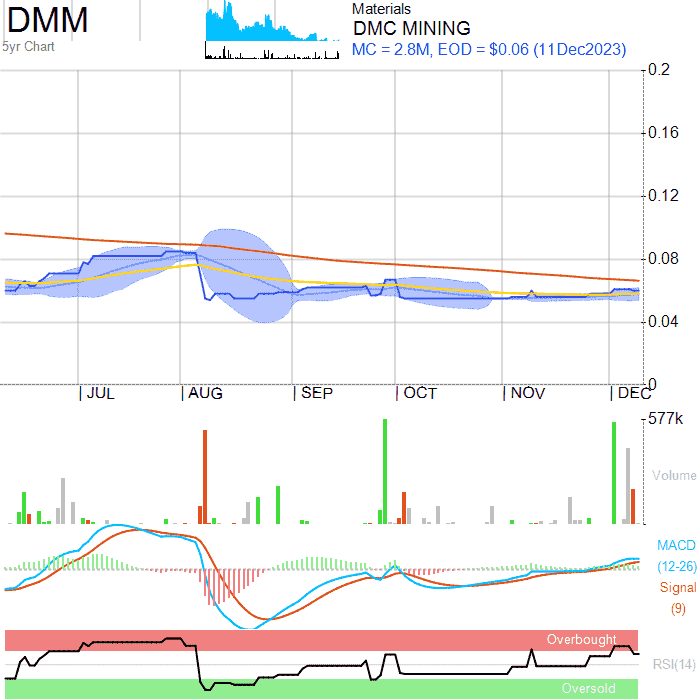 DMM
5yr Chart
Materials
DMC MINING
MC = 2.8M, EOD = $0.06 (11Dec2023)
0.2
0.16
0.12
0.08
0.04
0
JUL
AUG
SEP
OCT
NOV
DEC
577k
Volume
MACD
(12-26)
Signal
(9)
Overbought
RSI(14)
Oversold